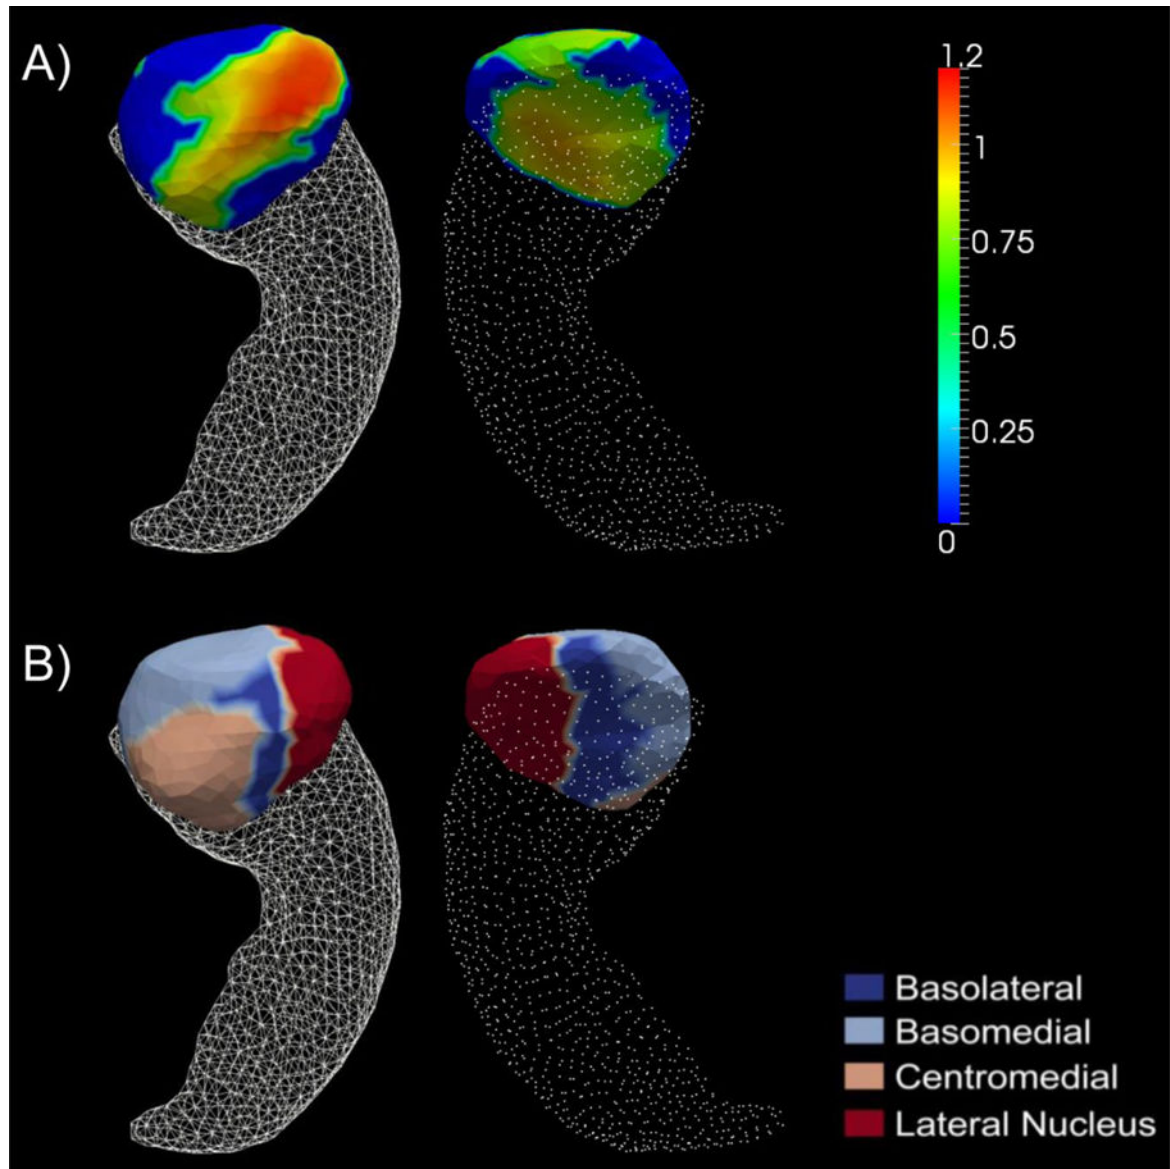 A)
1.2
1
0.75
0.5
0.25
0
B)
Basolateral
Basomedial
Centromedial
Lateral Nucleus